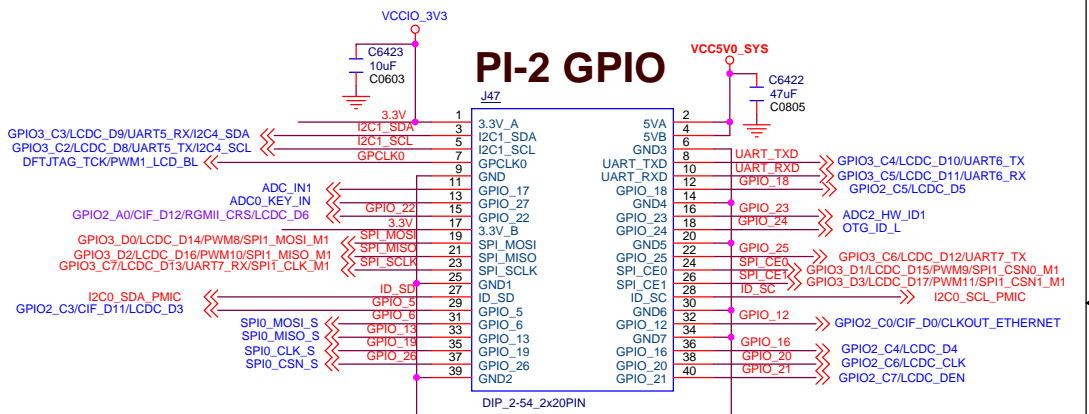 VCCIO_3V3
C6423
10uF
C0603
PI-2 GPIO
VCC5V0_SYS
C6422
47uF
C0805
J47
3.3V 1 3.3V_A 5VA 2
GPIO3_C3/LCDC_D9/UART5_RX/I2C4_SDA I2C1_SDA 3 I2C1_SDA 5VB 4
GPIO3_C2/LCDC_D8/UART5_TX/I2C4_SCL I2C1_SCL 5 I2C1_SCL GND3 6
DFTJTAG_TCK/PWM1_LCD_BL GPCLK0 7 GPCLK0 UART_TXD 8 UART_TXD GPIO3_C4/LCDC_D10/UART6_TX
9 GND UART_RXD 10 UART_RXD GPIO3_C5/LCDC_D11/UART6_RX
ADC_IN1 11 GPIO_17 GPIO_18 12 GPIO_18 GPIO2_C5/LCDC_D5
ADC0_KEY_IN 13 GPIO_27 GND4 14
GPIO2_A0/CIF_D12/RGMII_CRS/LCDC_D6 GPIO_22 15 GPIO_22 GPIO_23 16 GPIO_23 ADC2_HW_ID1
3.3V 17 3.3V_B GPIO_24 18 GPIO_24 OTG_ID_L
GPIO3_D0/LCDC_D14/PWM8/SPI1_MOSI_M1 SPI_MOSI 19 SPI_MOSI GND5 20
GPIO3_D2/LCDC_D16/PWM10/SPI1_MISO_M1 SPI_MISO 21 SPI_MISO GPIO_25 22 GPIO_25 GPIO3_C6/LCDC_D12/UART7_TX
GPIO3_C7/LCDC_D13/UART7_RX/SPI1_CLK_M1 SPI_SCLK 23 SPI_SCLK SPI_CE0 24 SPI_CE0 GPIO3_D1/LCDC_D15/PWM9/SPI1_CSN0_M1
25 GND1 SPI_CE1 26 SPI_CE1 GPIO3_D3/LCDC_D17/PWM11/SPI1_CSN1_M1
I2C0_SDA_PMIC ID_SD 27 ID_SD ID_SC 28 ID_SC I2C0_SCL_PMIC
GPIO2_C3/CIF_D11/LCDC_D3 GPIO_5 29 GPIO_5 GND6 30
SPI0_MOSI_S GPIO_6 31 GPIO_6 GPIO_12 32 GPIO_12 GPIO2_C0/CIF_D0/CLKOUT_ETHERNET
SPI0_MISO_S GPIO_13 33 GPIO_13 GND7 34
SPI0_CLK_S GPIO_19 35 GPIO_19 GPIO_16 36 GPIO_16 GPIO2_C4/LCDC_D4
SPI0_CSN_S GPIO_26 37 GPIO_26 GPIO_20 38 GPIO_20 GPIO2_C6/LCDC_CLK
39 GND2 GPIO_21 40 GPIO_21 GPIO2_C7/LCDC_DEN
DIP_2-54_2x20PIN